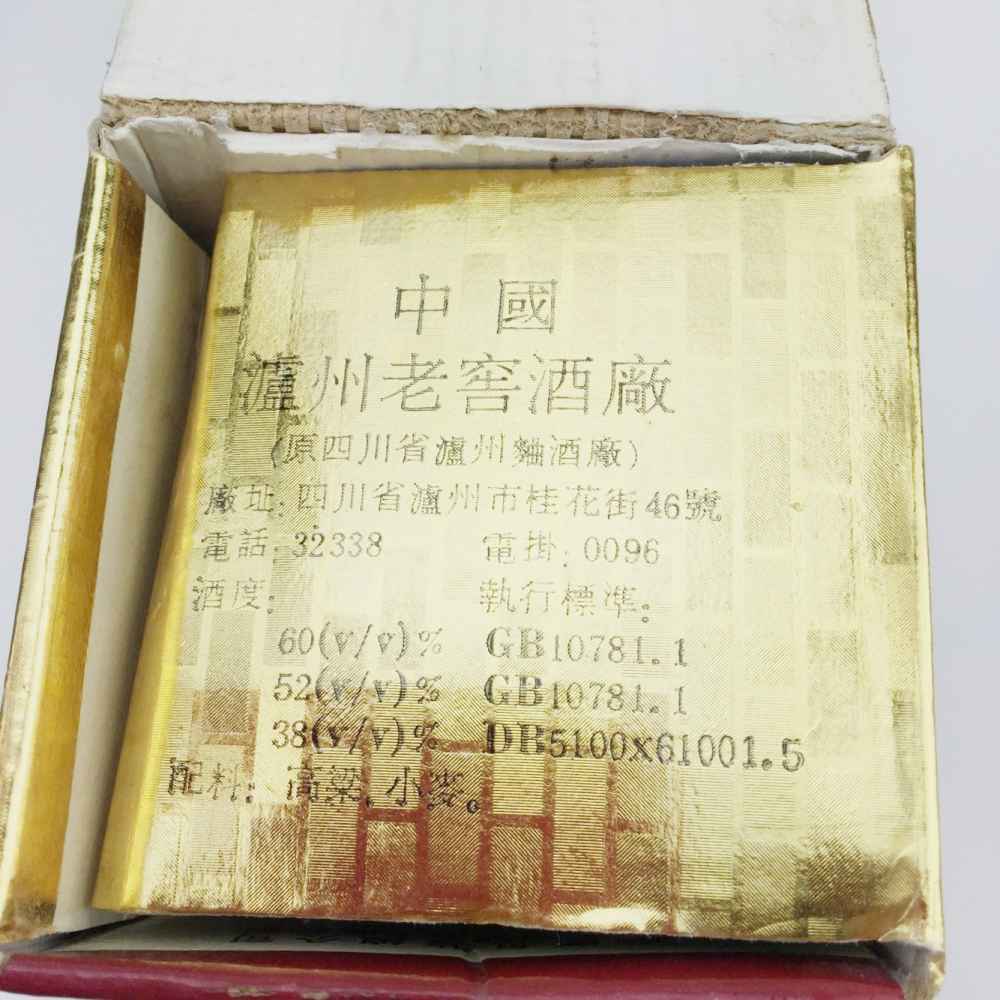 中國
瀘州老窖酒廠
(原四川省瀘州麯酒廠)
廠址:四川省瀘州市桂花街46號
電話:32338 電掛:0096
酒度: 執行標準。
60(v/v)% GB10781.1
52(v/v)% GB10781.1
38(v/v)% DB5100X61001.5
配料:高粱、小麥。